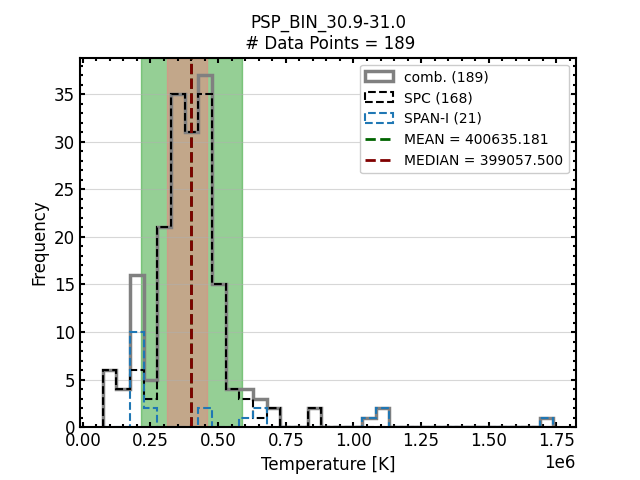 PSP_BIN_30.9-31.0
# Data Points = 189
comb. (189)
SPC (168)
SPAN-I (21)
MEAN = 400635.181
MEDIAN = 399057.500
Frequency
35
30
25
20
15
10
5
0
0.00 0.25 0.50 0.75 1.00 1.25 1.50 1.75
1e6
Temperature [K]